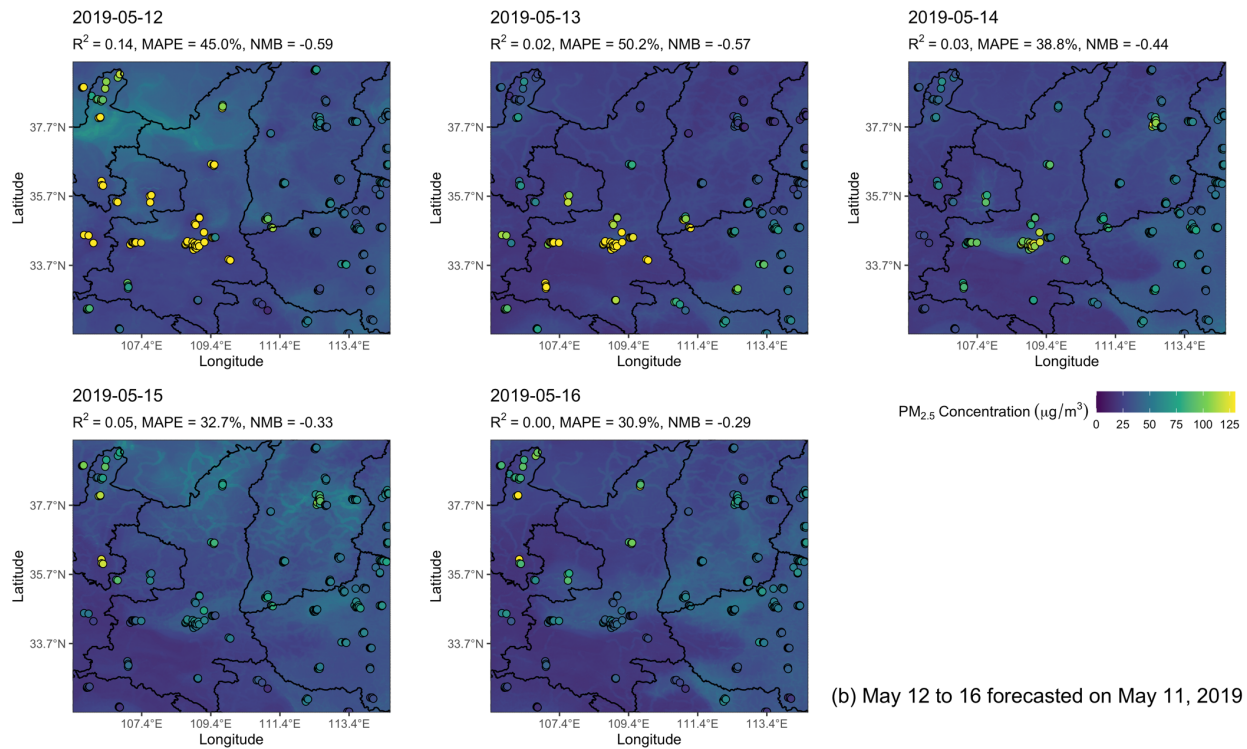 2019-05-12
R² = 0.14, MAPE = 45.0%, NMB = -0.59
37.7°N
35.7°N
33.7°N
Latitude
107.4°E 109.4°E 111.4°E 113.4°E
Longitude
2019-05-13
R² = 0.02, MAPE = 50.2%, NMB = -0.57
37.7°N
35.7°N
33.7°N
Latitude
107.4°E 109.4°E 111.4°E 113.4°E
Longitude
2019-05-14
R² = 0.03, MAPE = 38.8%, NMB = -0.44
37.7°N
35.7°N
33.7°N
Latitude
107.4°E 109.4°E 111.4°E 113.4°E
Longitude
2019-05-15
R² = 0.05, MAPE = 32.7%, NMB = -0.33
37.7°N
35.7°N
33.7°N
Latitude
107.4°E 109.4°E 111.4°E 113.4°E
Longitude
2019-05-16
R² = 0.00, MAPE = 30.9%, NMB = -0.29
37.7°N
35.7°N
33.7°N
Latitude
107.4°E 109.4°E 111.4°E 113.4°E
Longitude
PM₂.₅ Concentration (μg/m³)
0 25 50 75 100 125
(b) May 12 to 16 forecasted on May 11, 2019